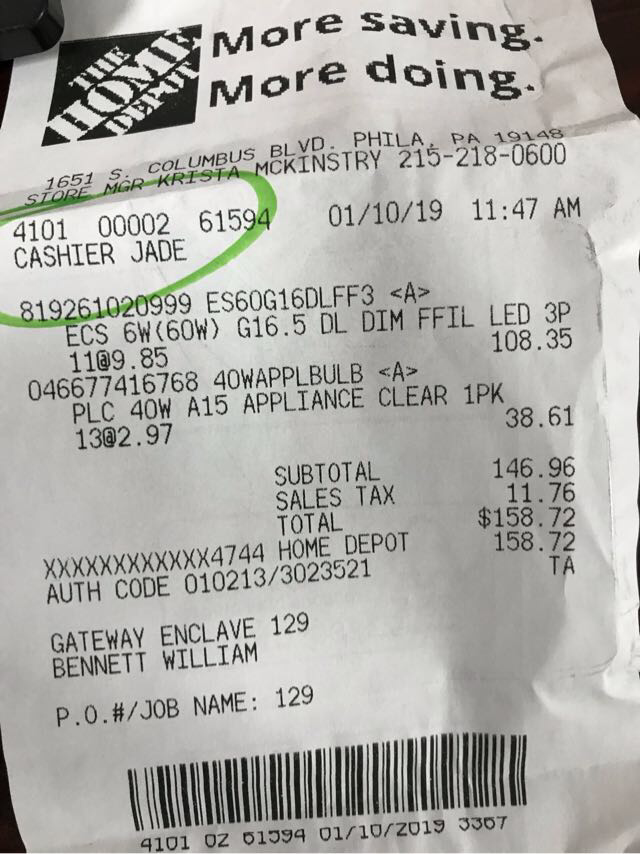 THE
HOME
DEPOT
More saving.
More doing.
1651 S. COLUMBUS BLVD. PHILA, PA 19148
STORE MGR KRISTA MCKINSTRY 215-218-0600
4101 00002 61594 01/10/19 11:47 AM
CASHIER JADE
819261020999 ES60G16DLFF3 <A>
ECS 6W(60W) G16.5 DL DIM FFIL LED 3P
11@9.85 108.35
046677416768 40WAPPLBULB <A>
PLC 40W A15 APPLIANCE CLEAR 1PK
13@2.97 38.61
SUBTOTAL 146.96
SALES TAX 11.76
TOTAL $158.72
XXXXXXXXXXXX4744 HOME DEPOT 158.72
AUTH CODE 010213/3023521 TA
GATEWAY ENCLAVE 129
BENNETT WILLIAM
P.O.#/JOB NAME: 129
4101 02 61594 01/10/2019 3367